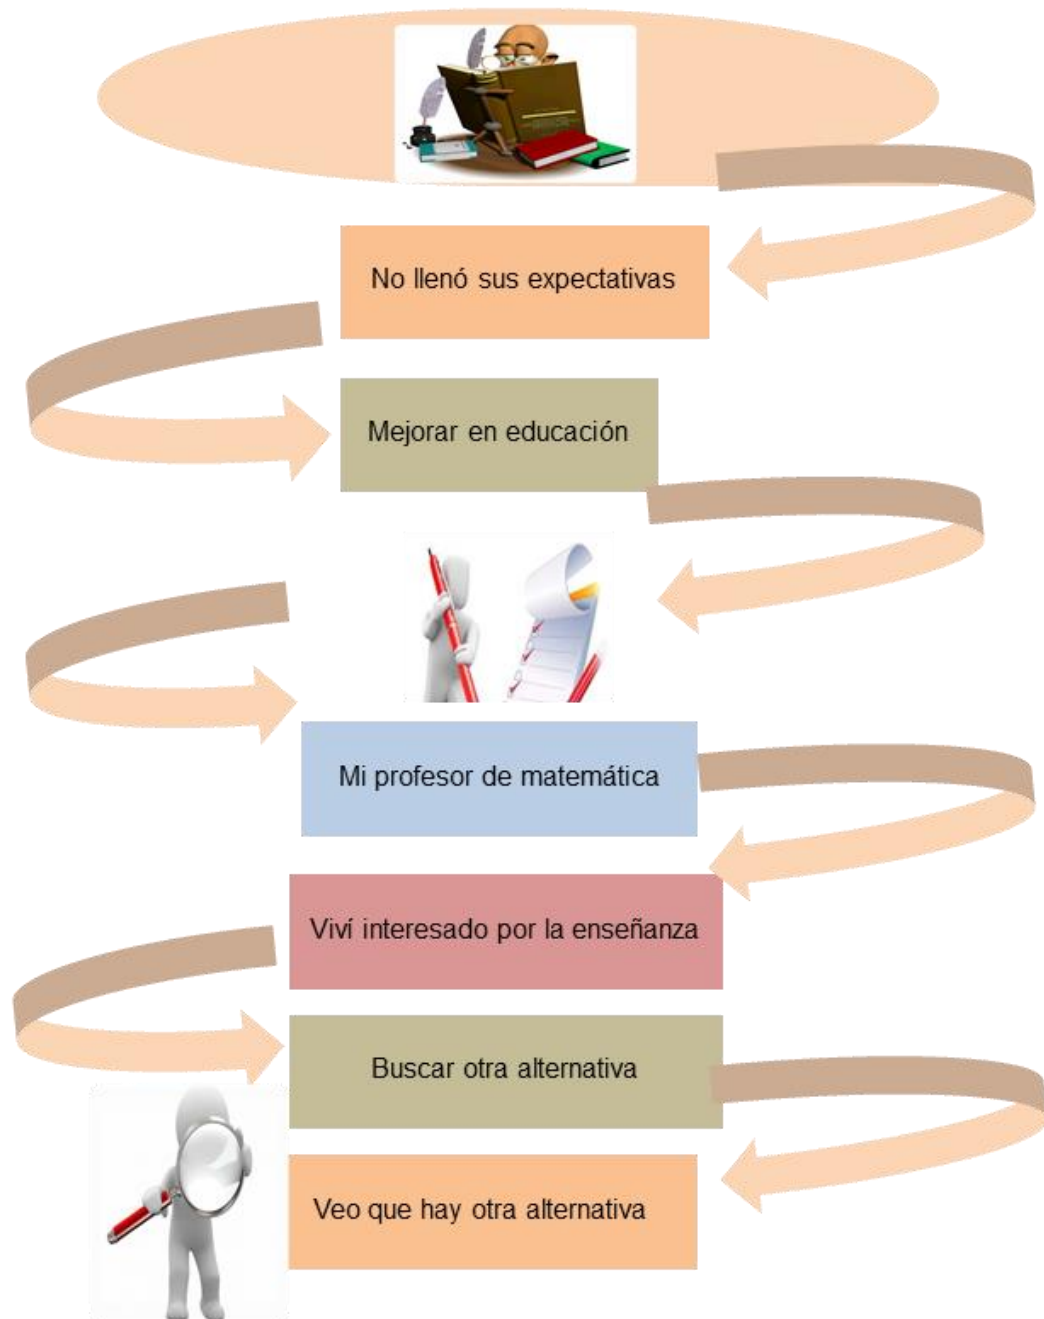 No llenó sus expectativas
Mejorar en educación
Mi profesor de matemática
Viví interesado por la enseñanza
Buscar otra alternativa
Veo que hay otra alternativa